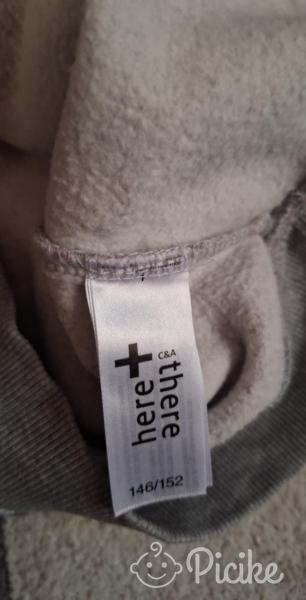 here + there
C&A
146/152
Picike